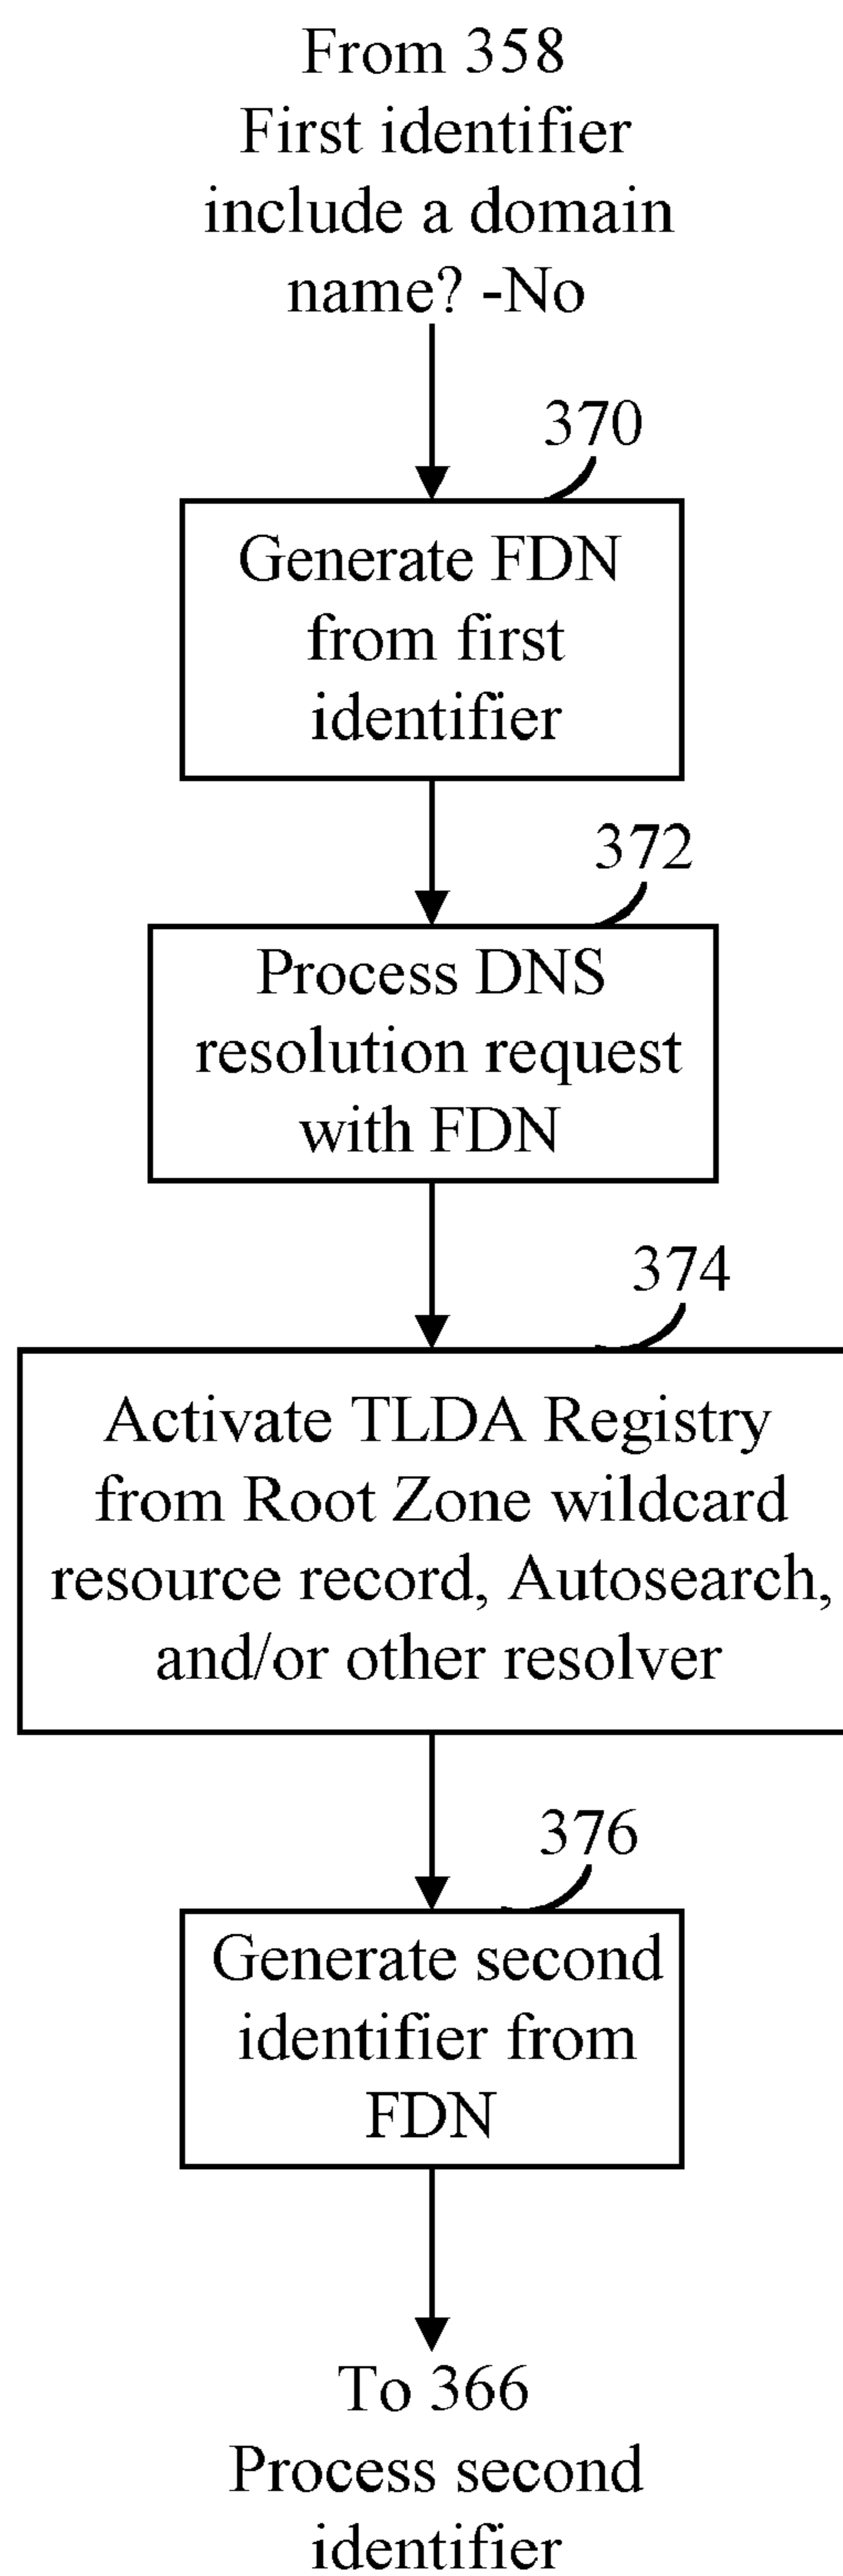 From 358
First identifier
include a domain
name? -No
370
Generate FDN
from first
identifier
372
Process DNS
resolution request
with FDN
374
Activate TLDA Registry
from Root Zone wildcard
resource record, Autosearch,
and/or other resolver
376
Generate second
identifier from
FDN
To 366
Process second
identifier